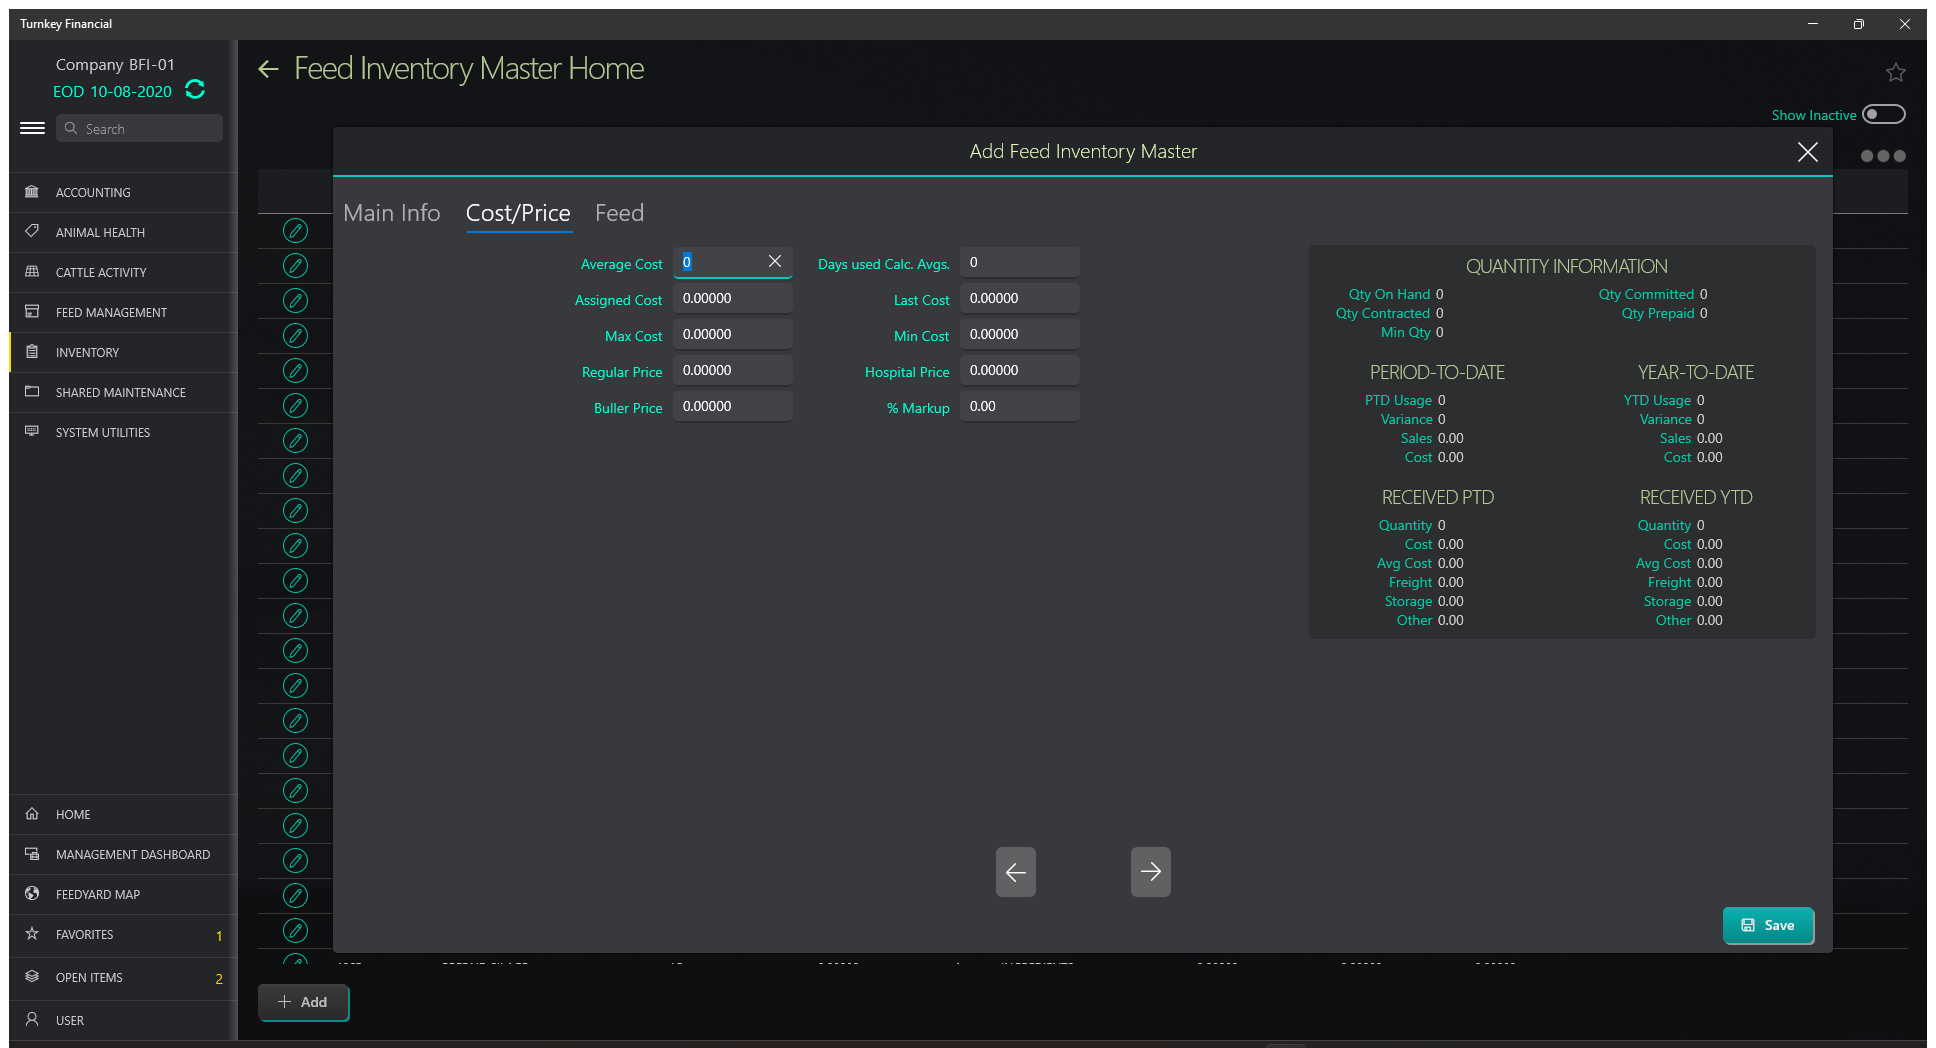 Turnkey Financial
Company BFI-01
EOD 10-08-2020
Search
ACCOUNTING
ANIMAL HEALTH
CATTLE ACTIVITY
FEED MANAGEMENT
INVENTORY
SHARED MAINTENANCE
SYSTEM UTILITIES
HOME
MANAGEMENT DASHBOARD
FEEDYARD MAP
FAVORITES 1
OPEN ITEMS 2
USER
Feed Inventory Master Home
Show Inactive
Add Feed Inventory Master
Main Info Cost/Price Feed
Average Cost 0 Days used Calc. Avgs. 0
Assigned Cost 0.00000 Last Cost 0.00000
Max Cost 0.00000 Min Cost 0.00000
Regular Price 0.00000 Hospital Price 0.00000
Buller Price 0.00000 % Markup 0.00
QUANTITY INFORMATION
Qty On Hand 0 Qty Committed 0
Qty Contracted 0 Qty Prepaid 0
Min Qty 0
PERIOD-TO-DATE YEAR-TO-DATE
PTD Usage 0 YTD Usage 0
Variance 0 Variance 0
Sales 0.00 Sales 0.00
Cost 0.00 Cost 0.00
RECEIVED PTD RECEIVED YTD
Quantity 0 Quantity 0
Cost 0.00 Cost 0.00
Avg Cost 0.00 Avg Cost 0.00
Freight 0.00 Freight 0.00
Storage 0.00 Storage 0.00
Other 0.00 Other 0.00
Save
Add